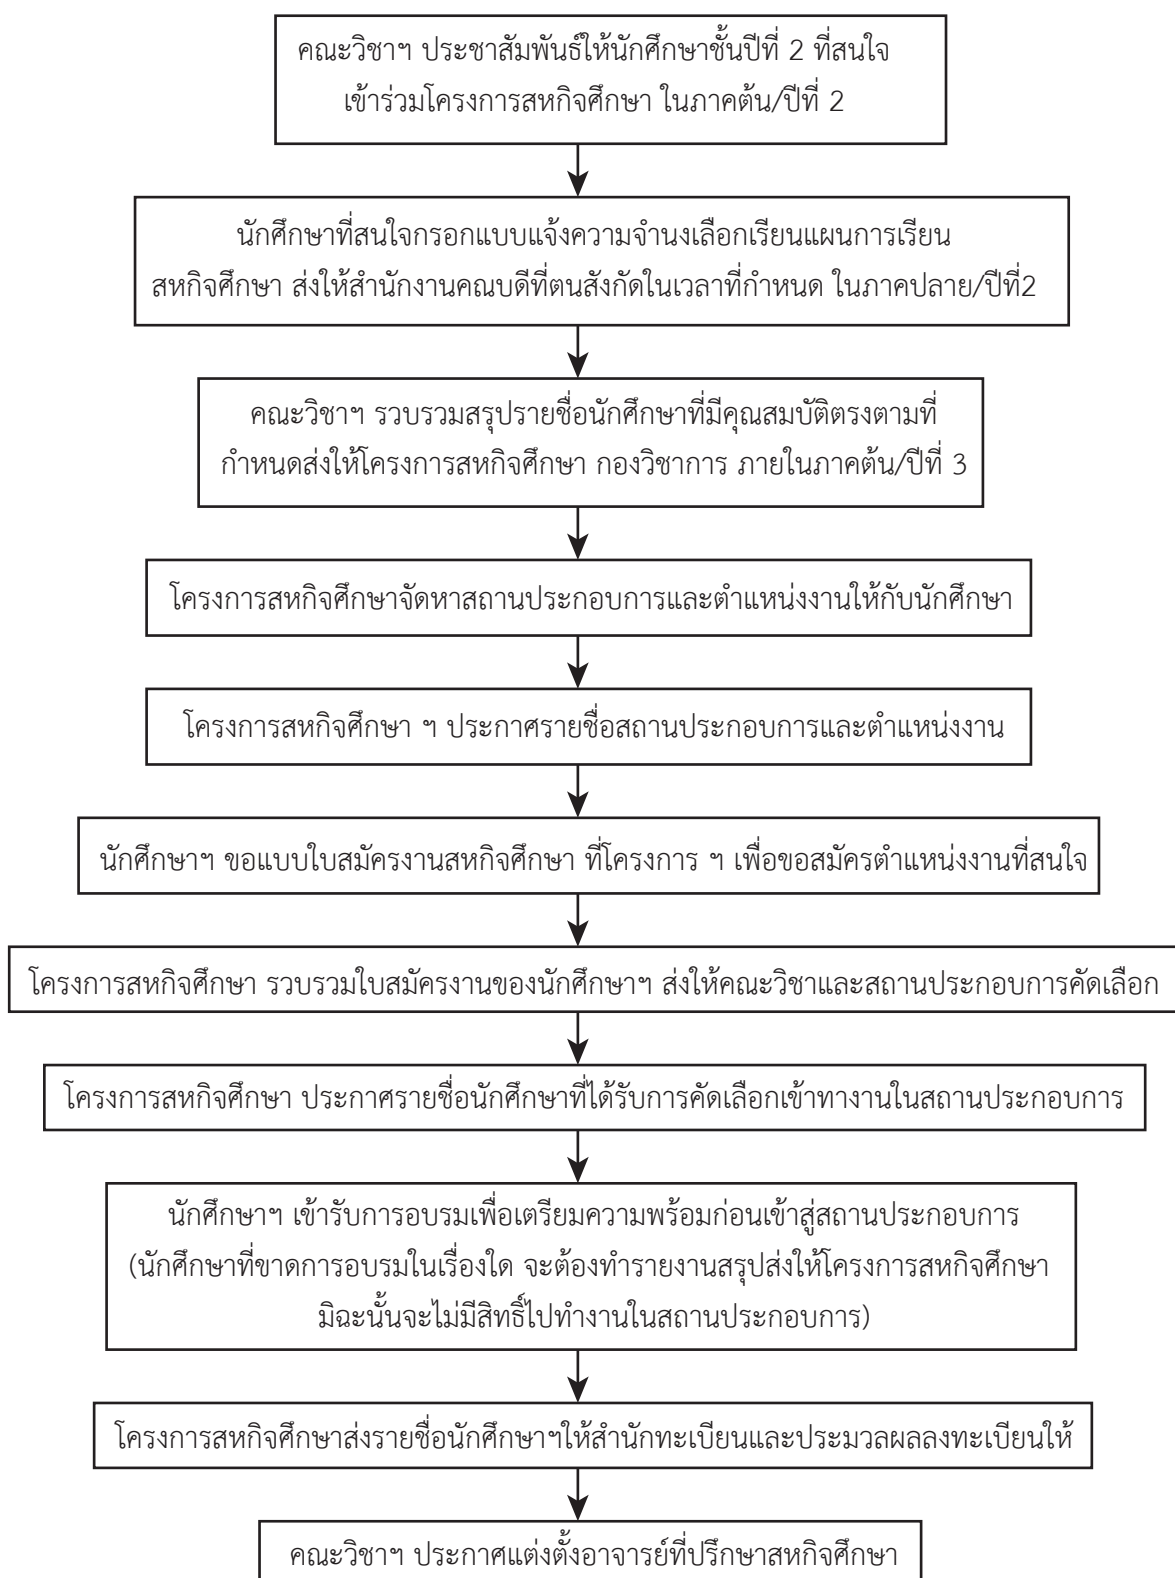 คณะวิชาฯ ประชาสัมพันธ์ให้นักศึกษาชั้นปีที่ 2 ที่สนใจ
เข้าร่วมโครงการสหกิจศึกษา ในภาคต้น/ปีที่ 2
นักศึกษาที่สนใจกรอกแบบแจ้งความจำนงเลือกเรียนแผนการเรียน
สหกิจศึกษา ส่งให้สำนักงานคณบดีที่ตนสังกัดในเวลาที่กำหนด ในภาคปลาย/ปีที่2
คณะวิชาฯ รวบรวมสรุปรายชื่อนักศึกษาที่มีคุณสมบัติตรงตามที่
กำหนดส่งให้โครงการสหกิจศึกษา กองวิชาการ ภายในภาคต้น/ปีที่ 3
โครงการสหกิจศึกษาจัดหาสถานประกอบการและตำแหน่งงานให้กับนักศึกษา
โครงการสหกิจศึกษา ฯ ประกาศรายชื่อสถานประกอบการและตำแหน่งงาน
นักศึกษาฯ ขอแบบใบสมัครงานสหกิจศึกษา ที่โครงการ ฯ เพื่อขอสมัครตำแหน่งงานที่สนใจ
โครงการสหกิจศึกษา รวบรวมใบสมัครงานของนักศึกษาฯ ส่งให้คณะวิชาและสถานประกอบการคัดเลือก
โครงการสหกิจศึกษา ประกาศรายชื่อนักศึกษาที่ได้รับการคัดเลือกเข้าทางานในสถานประกอบการ
นักศึกษาฯ เข้ารับการอบรมเพื่อเตรียมความพร้อมก่อนเข้าสู่สถานประกอบการ
(นักศึกษาที่ขาดการอบรมในเรื่องใด จะต้องทำรายงานสรุปส่งให้โครงการสหกิจศึกษา
มิฉะนั้นจะไม่มีสิทธิ์ไปทำงานในสถานประกอบการ)
โครงการสหกิจศึกษาส่งรายชื่อนักศึกษาฯให้สำนักทะเบียนและประมวลผลลงทะเบียนให้
คณะวิชาฯ ประกาศแต่งตั้งอาจารย์ที่ปรึกษาสหกิจศึกษา